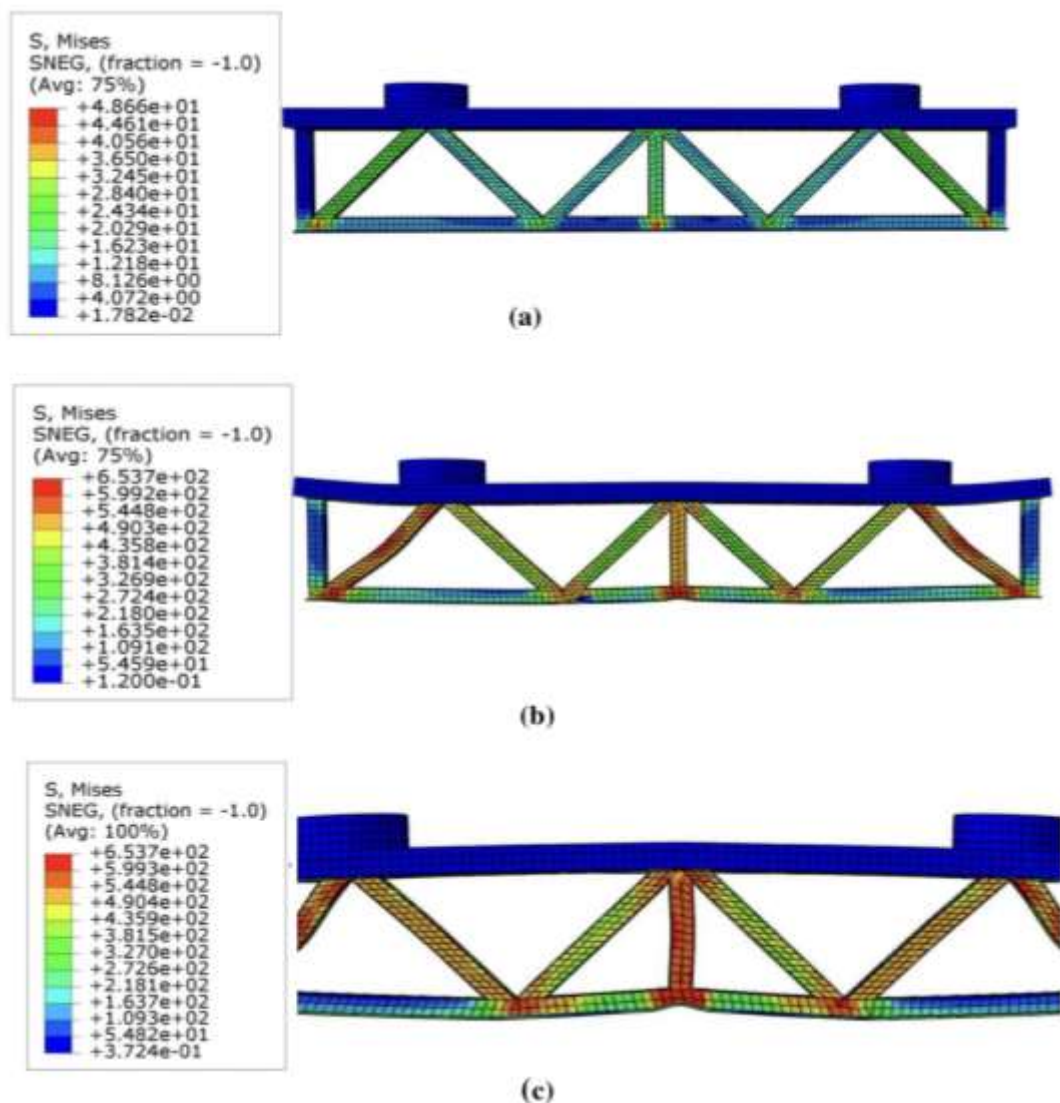 S, Mises
SNEG, (fraction = -1.0)
(Avg: 75%)
+4.866e+01
+4.461e+01
+4.056e+01
+3.650e+01
+3.245e+01
+2.840e+01
+2.434e+01
+2.029e+01
+1.623e+01
+1.218e+01
+8.126e+00
+4.072e+00
+1.782e-02
(a)
S, Mises
SNEG, (fraction = -1.0)
(Avg: 75%)
+6.537e+02
+5.992e+02
+5.448e+02
+4.903e+02
+4.358e+02
+3.814e+02
+3.269e+02
+2.724e+02
+2.180e+02
+1.635e+02
+1.091e+02
+5.459e+01
+1.200e-01
(b)
S, Mises
SNEG, (fraction = -1.0)
(Avg: 100%)
+6.537e+02
+5.993e+02
+5.448e+02
+4.904e+02
+4.359e+02
+3.815e+02
+3.270e+02
+2.726e+02
+2.181e+02
+1.637e+02
+1.093e+02
+5.482e+01
+3.724e-01
(c)